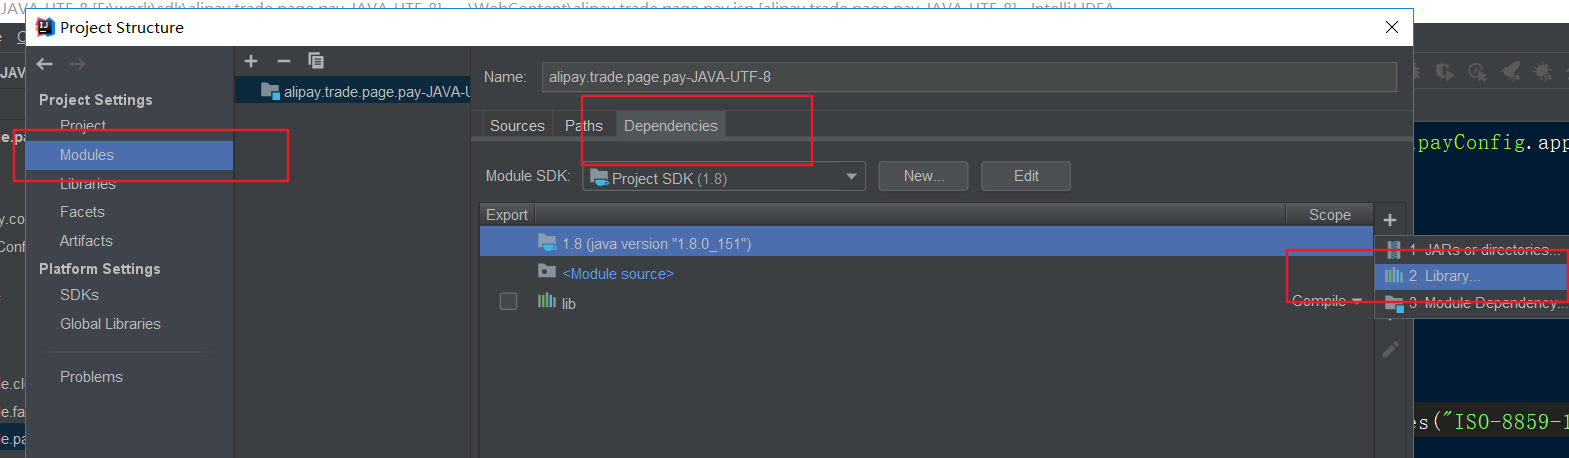 Project Structure
Project Settings
Project
Modules
Libraries
Facets
Artifacts
Platform Settings
SDKs
Global Libraries
Problems
alipay.trade.page.pay-JAVA-U
Name: alipay.trade.page.pay-JAVA-UTF-8
Sources Paths Dependencies
Module SDK: Project SDK (1.8) New... Edit
Export Scope
1.8 (java version "1.8.0_151")
<Module source>
lib Compile
1 JARs or directories...
2 Library...
3 Module Dependency...
payConfig.app
es("ISO-8859-1